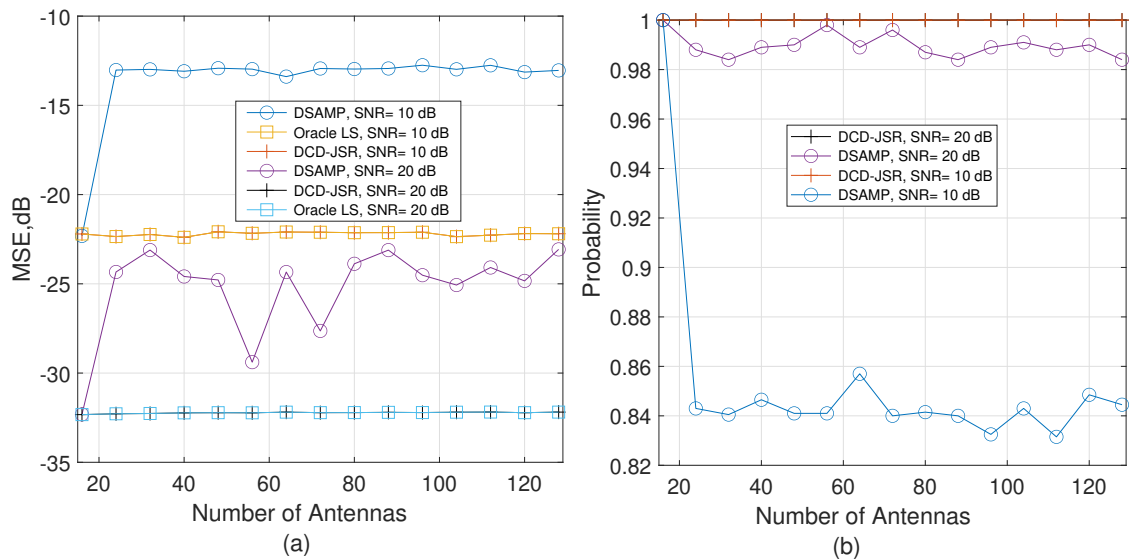 -10
-15
-20
-25
-30
-35
MSE,dB
DSAMP, SNR= 10 dB
Oracle LS, SNR= 10 dB
DCD-JSR, SNR= 10 dB
DSAMP, SNR= 20 dB
DCD-JSR, SNR= 20 dB
Oracle LS, SNR= 20 dB
20 40 60 80 100 120
Number of Antennas
(a)
1
0.98
0.96
0.94
0.92
0.9
0.88
0.86
0.84
0.82
Probability
DCD-JSR, SNR= 20 dB
DSAMP, SNR= 20 dB
DCD-JSR, SNR= 10 dB
DSAMP, SNR= 10 dB
20 40 60 80 100 120
Number of Antennas
(b)